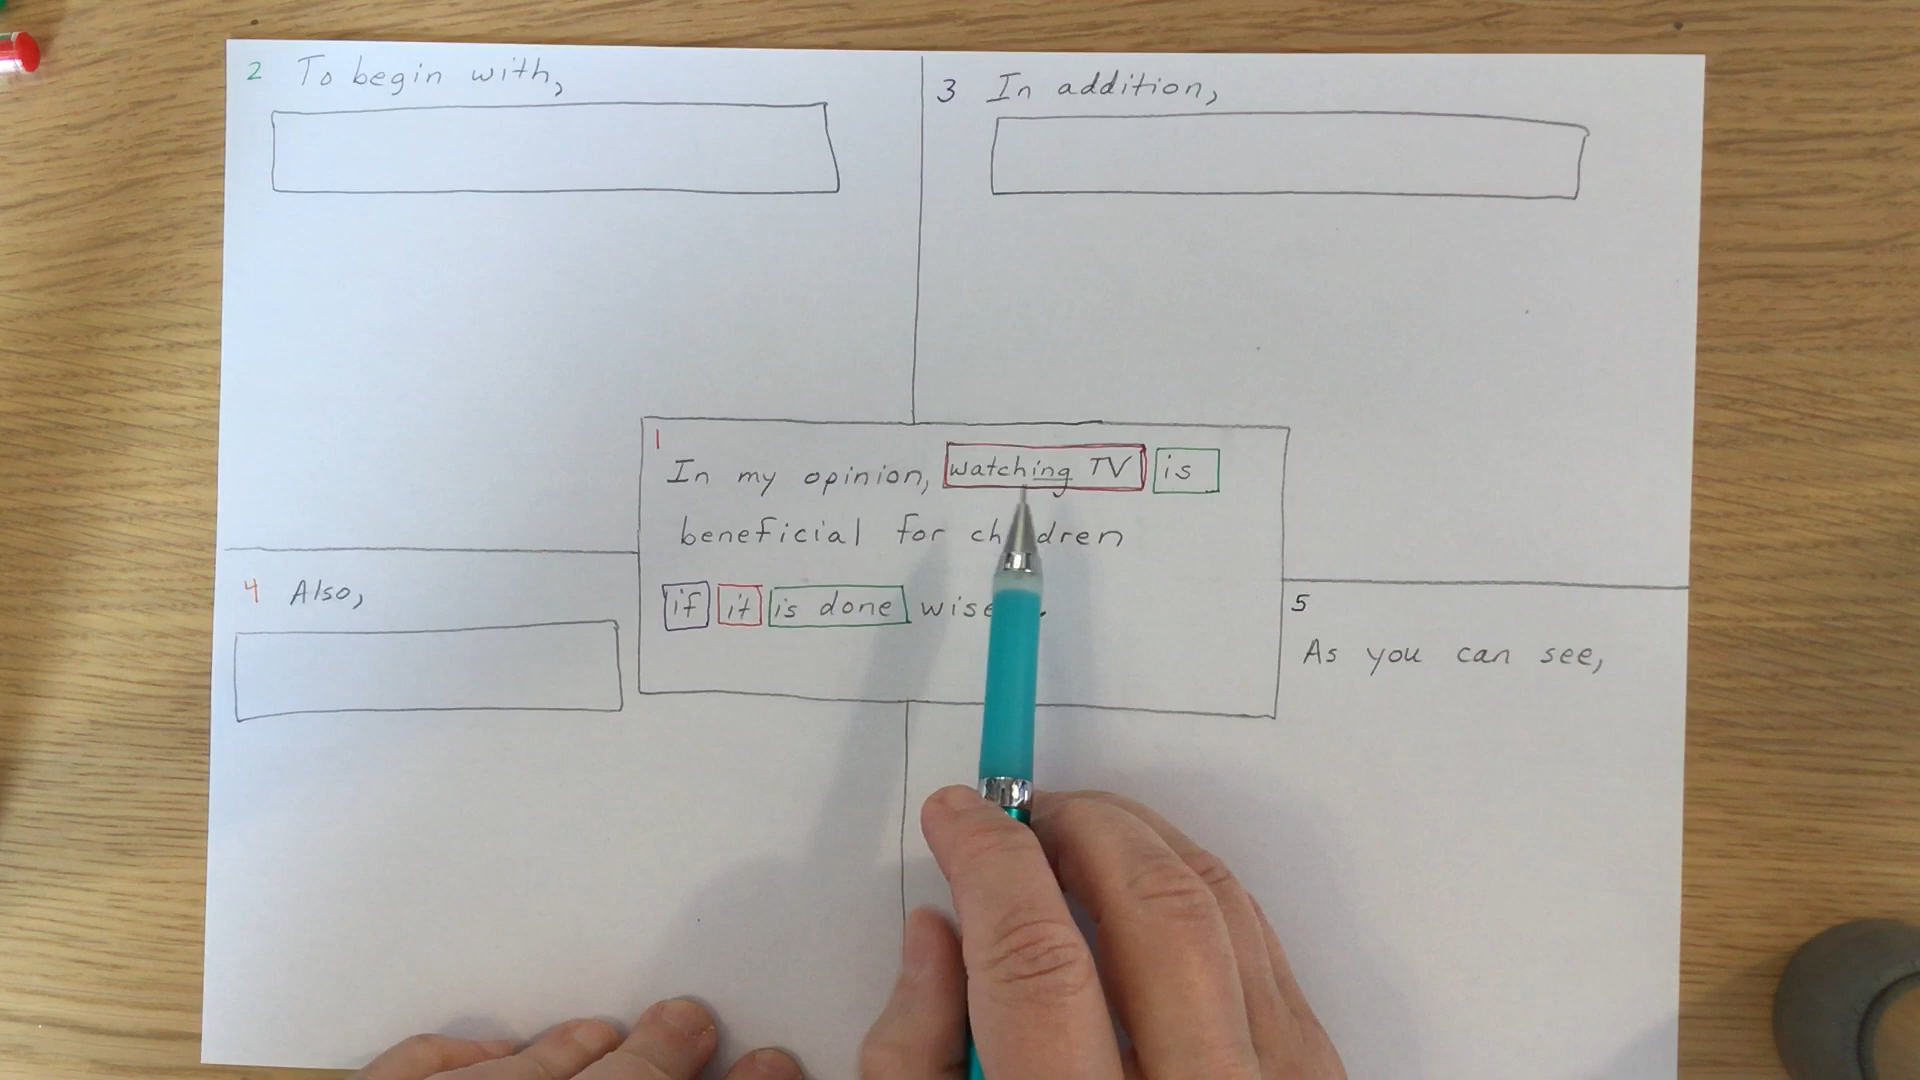 2 To begin with,
3 In addition,
1
In my opinion, watching TV is
beneficial for children
if it is done
4 Also,
5
As you can see,